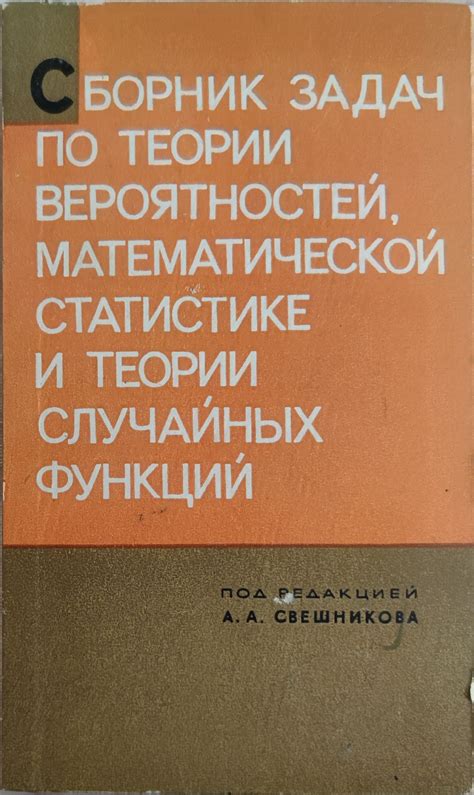 СБОРНИК ЗАДАЧ
ПО ТЕОРИИ
ВЕРОЯТНОСТЕЙ,
МАТЕМАТИЧЕСКОЙ
СТАТИСТИКЕ
И ТЕОРИИ
СЛУЧАЙНЫХ
ФУНКЦИЙ
ПОД РЕДАКЦИЕЙ
А. А. СВЕШНИКОВА